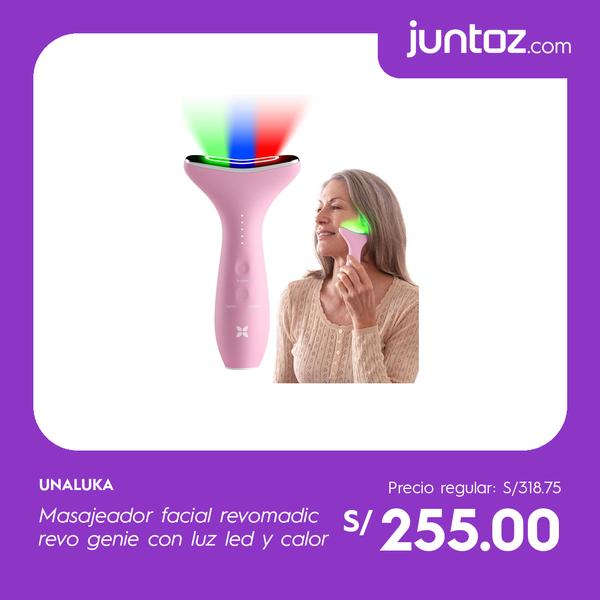 juntoz.com
UNALUKA
Masajeador facial revomadic
revo genie con luz led y calor
Precio regular: S/318.75
S/ 255.00